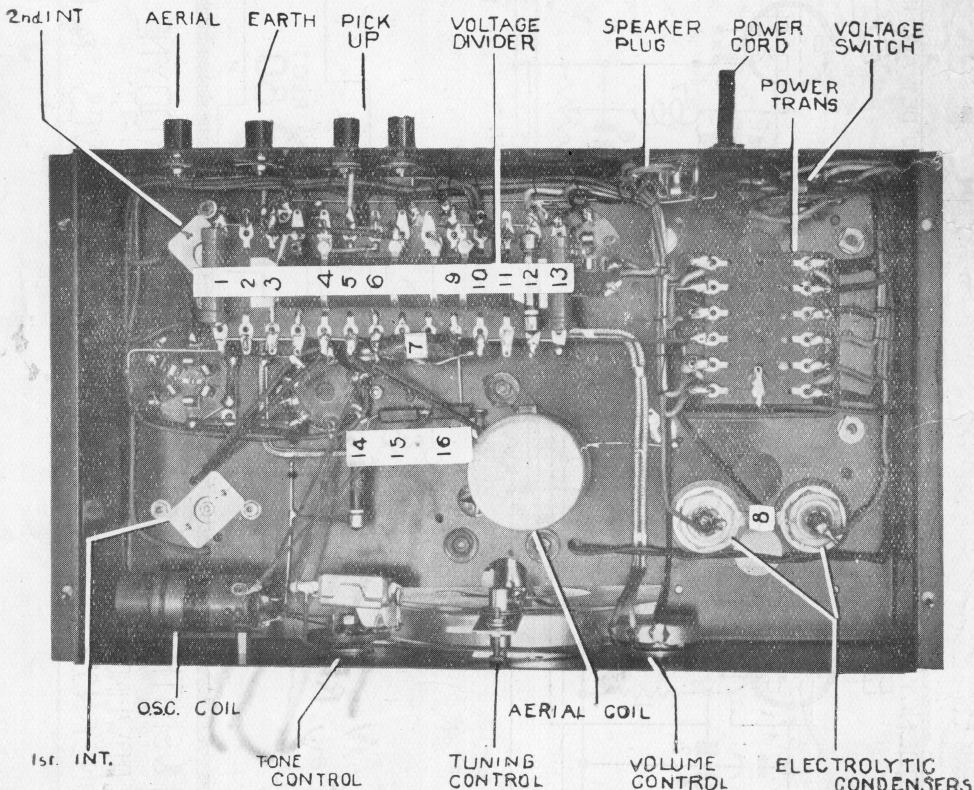 2nd INT
AERIAL
EARTH
PICK
UP
VOLTAGE
DIVIDER
SPEAKER
PLUG
POWER
CORD
VOLTAGE
SWITCH
POWER
TRANS
1 2 3 4 5 6 9 10 11 12 13
7
14 15 16
8
O.S.C. COIL
AERIAL COIL
1ST. INT.
TONE
CONTROL
TUNING
CONTROL
VOLUME
CONTROL
ELECTROLYTIC
CONDENSERS